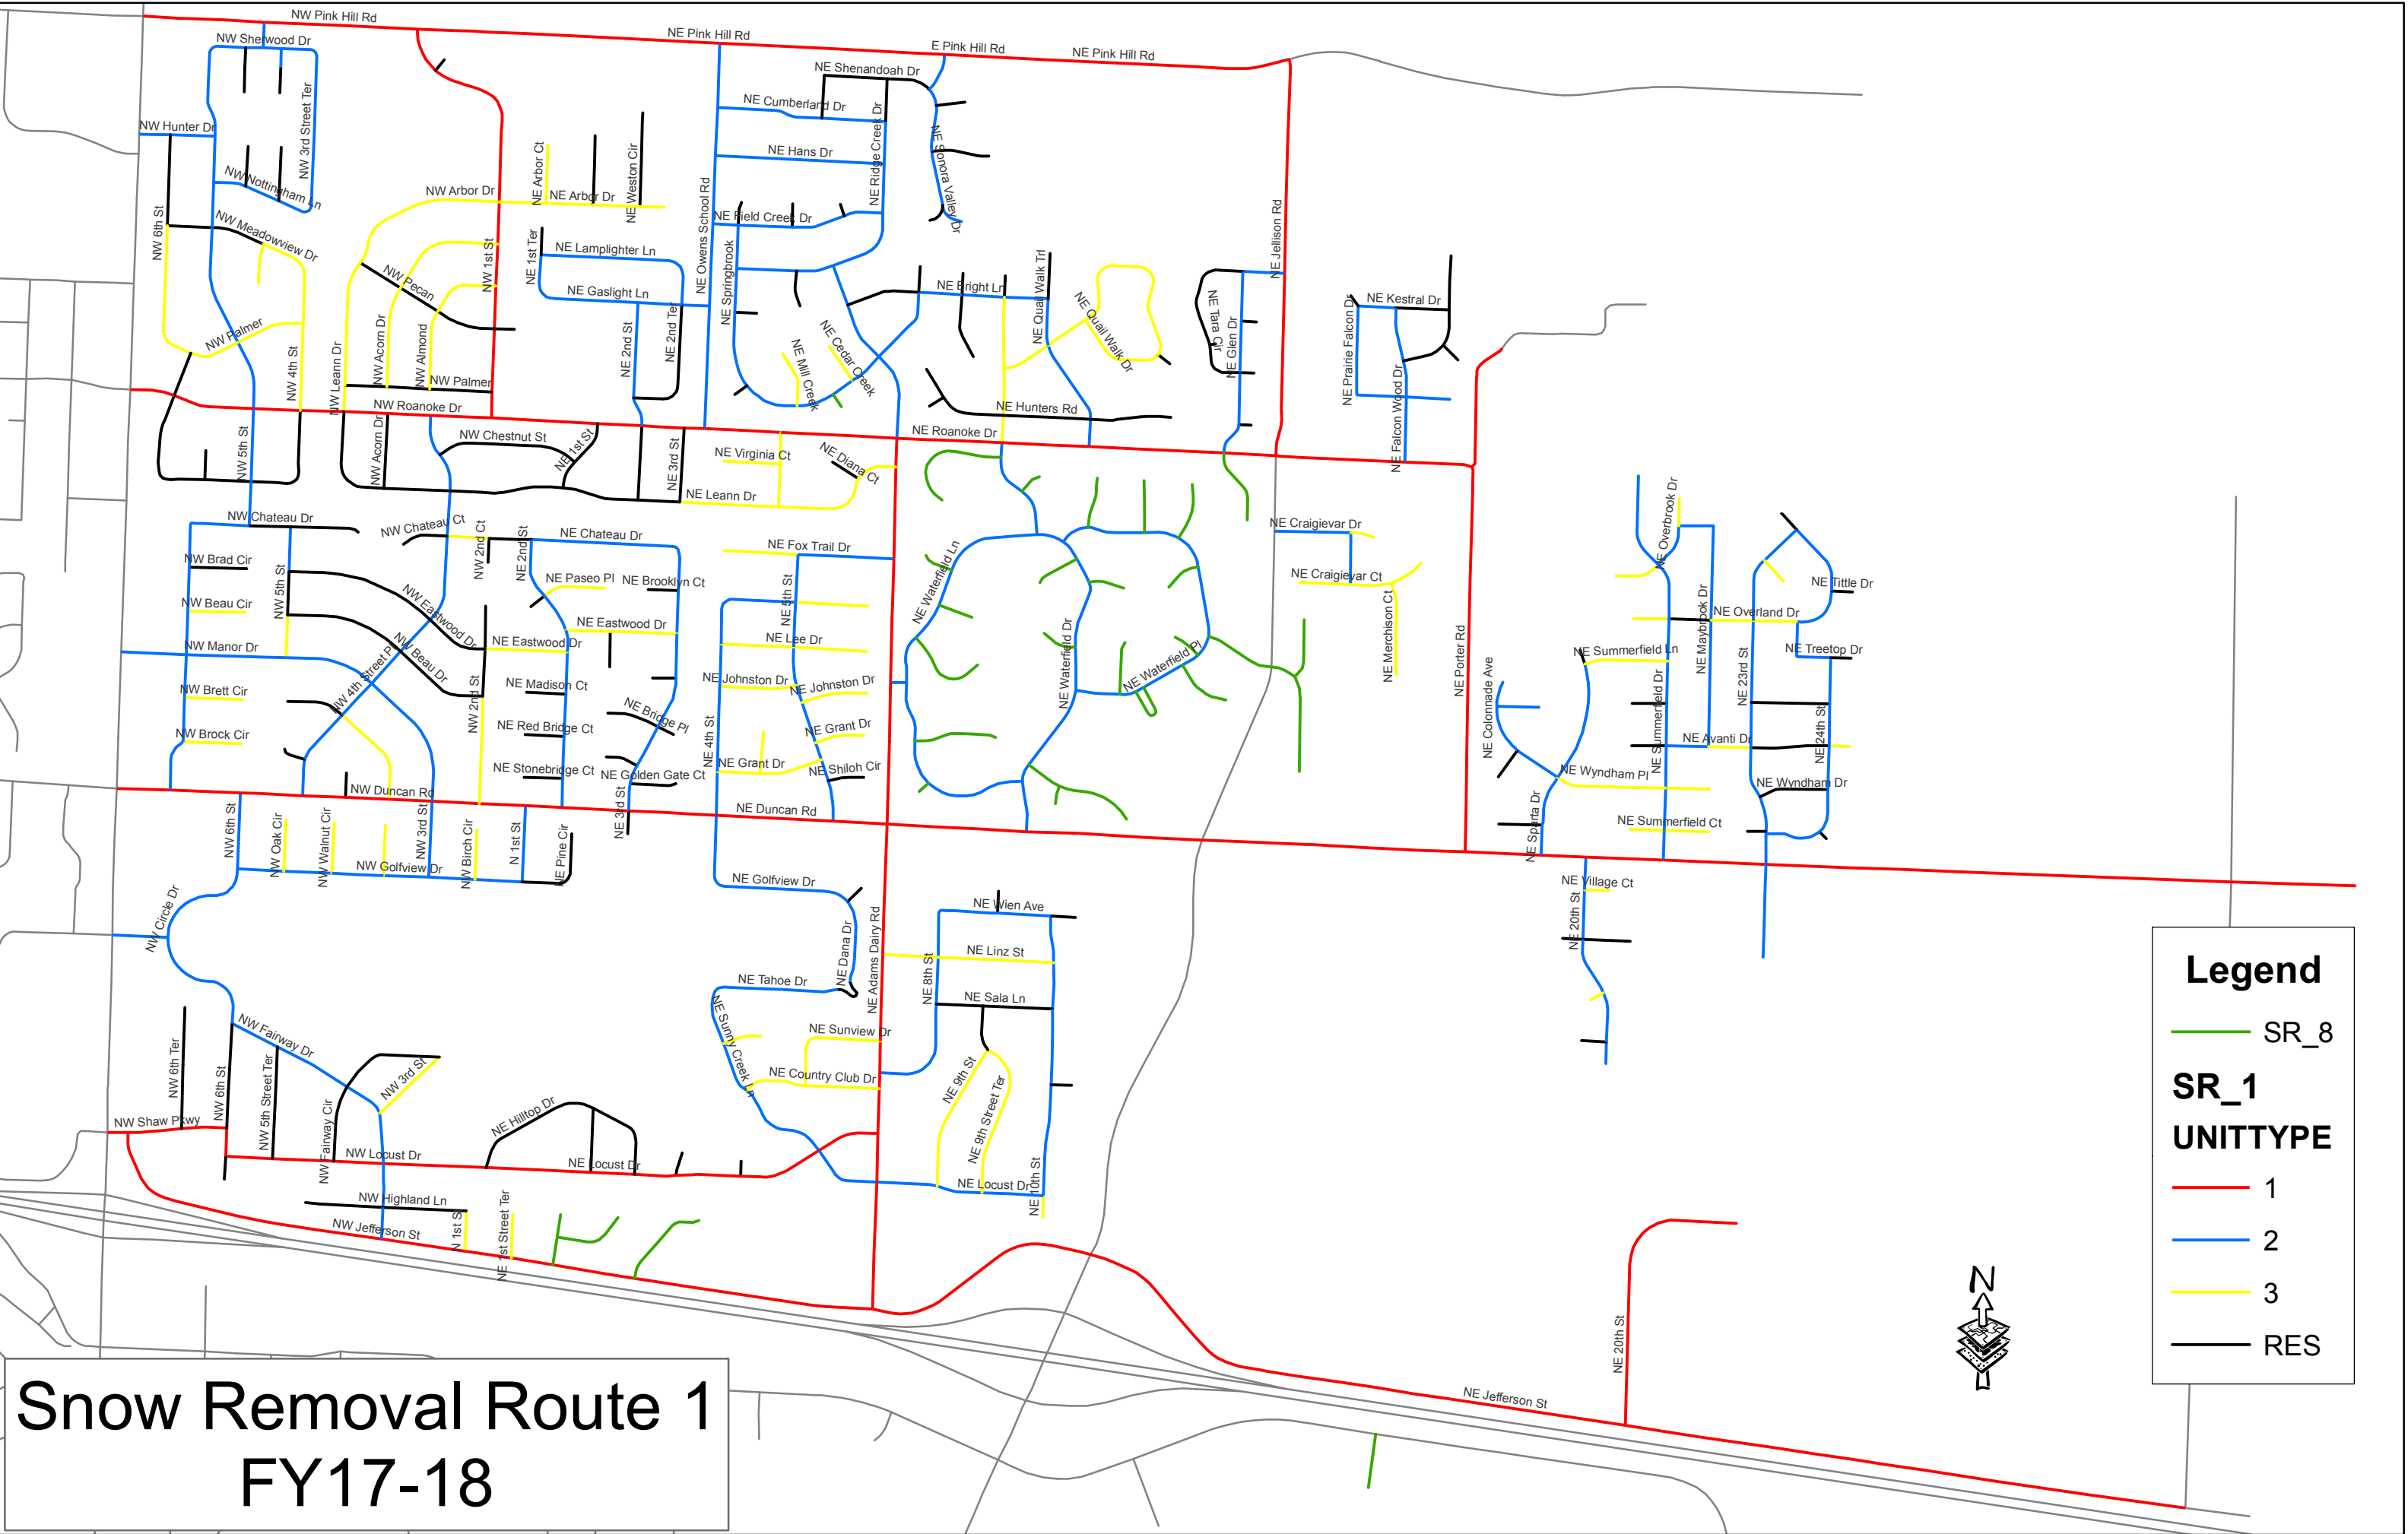 NW Pink Hill Rd
NE Pink Hill Rd
E Pink Hill Rd
NE Pink Hill Rd
NW Sherwood Dr
NW 3rd Street Ter
NW Hunter Dr
NW Nottingham Ln
NW 6th St
NW Meadowview Dr
NW Palmer
NW 4th St
NW 5th St
NW Arbor Dr
NE Arbor Ct
NE Arbor Dr
NE Weston Cir
NW 1st St
NW Pecan
NW Leann Dr
NW Acorn Dr
NW Almond
NW Palmer
NW Roanoke Dr
NE 1st Ter
NE Lamplighter Ln
NE Gaslight Ln
NE 2nd St
NE 2nd Ter
NE Owens School Rd
NE Shenandoah Dr
NE Cumberland Dr
NE Hans Dr
NE Ridge Creek Dr
NE Sonora Valley Dr
NE Field Creek Dr
NE Springbrook
NE Mill Creek
NE Cedar Creek
NE Bright Ln
NE Quail Walk Trl
NE Quail Walk Dr
NE Hunters Rd
NE Roanoke Dr
NE Tara Cir
NE Glen Dr
NE Jellison Rd
NE Prairie Falcon Dr
NE Kestral Dr
NE Falcon Wood Dr
NW Acorn Dr
NW Chestnut St
NE 1st St
NE 3rd St
NE Virginia Ct
NE Diana Ct
NE Leann Dr
NW Chateau Dr
NW Chateau Ct
NW 2nd Ct
NE 2nd St
NE Chateau Dr
NW Brad Cir
NW Beau Cir
NW 5th St
NW Eastwood Dr
NW Beau Dr
NW Manor Dr
NW 4th Street Pl
NW Brett Cir
NW Brock Cir
NW 2nd St
NE Paseo Pl
NE Brooklyn Ct
NE Eastwood Dr
NE Eastwood Dr
NE Madison Ct
NE Bridge Pl
NE Red Bridge Ct
NE Stonebridge Ct
NE Golden Gate Ct
NW Duncan Rd
NE 3rd St
NE Fox Trail Dr
NE 5th St
NE Lee Dr
NE Johnston Dr
NE Johnston Dr
NE 4th St
NE Grant Dr
NE Grant Dr
NE Shiloh Cir
NE Duncan Rd
NE Waterfield Ln
NE Waterfield Dr
NE Waterfield Pl
NE Craigievar Dr
NE Craigievar Ct
NE Merchison Ct
NE Porter Rd
NE Colonnade Ave
NE Overbrook Dr
NE Maybrook Dr
NE Overland Dr
NE Tittle Dr
NE Treetop Dr
NE Summerfield Ln
NE Summerfield Dr
NE 23rd St
NE 24th St
NE Avanti Dr
NE Wyndham Pl
NE Wyndham Dr
NE Summerfield Ct
NE Sparta Dr
NE Village Ct
NE 20th St
NW 6th St
NW Oak Cir
NW Walnut Cir
NW 3rd St
NW Birch Cir
N 1st St
NE Pine Cir
NW Golfview Dr
NW Circle Dr
NE Golfview Dr
NE Dana Dr
NE Tahoe Dr
NE Adams Dairy Rd
NE Sunny Creek Ln
NE Sunview Dr
NE Country Club Dr
NE Wien Ave
NE Linz St
NE 8th St
NE Sala Ln
NE 9th St
NE 9th Street Ter
NE 10th St
NE Locust Dr
NW Fairway Dr
NW 6th Ter
NW 6th St
NW 5th Street Ter
NW Fairway Cir
NW 3rd St
NW Shaw Pkwy
NW Locust Dr
NE Hilltop Dr
NE Locust Dr
NW Highland Ln
NW Jefferson St
N 1st S
NE 1st Street Ter
NE 20th St
NE Jefferson St
Legend
SR_8
SR_1
UNITTYPE
1
2
3
RES
N
Snow Removal Route 1
FY17-18